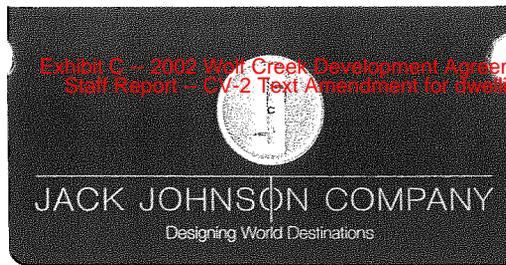 Exhibit C -- 2002 Wolf Creek Development Agreem
Staff Report -- CV-2 Text Amendment for dwelli
C
JACK JOHNSON COMPANY
Designing World Destinations